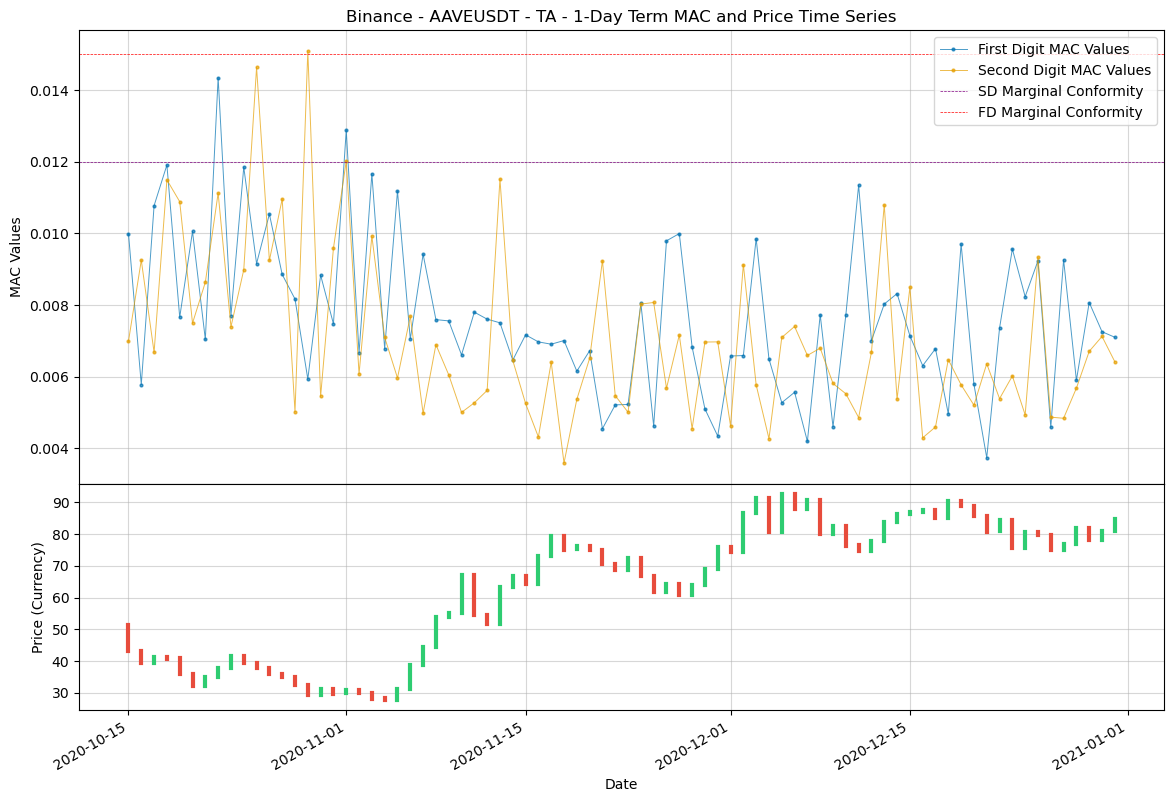 Binance - AAVEUSDT - TA - 1-Day Term MAC and Price Time Series
First Digit MAC Values
Second Digit MAC Values
SD Marginal Conformity
FD Marginal Conformity
MAC Values
0.014
0.012
0.010
0.008
0.006
0.004
Price (Currency)
90
80
70
60
50
40
30
2020-10-15
2020-11-01
2020-11-15
2020-12-01
2020-12-15
2021-01-01
Date